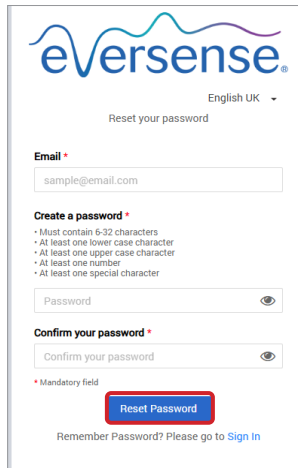 eversense®
English UK
Reset your password
Email *
sample@email.com
Create a password *
• Must contain 6-32 characters
• At least one lower case character
• At least one upper case character
• At least one number
• At least one special character
Password
Confirm your password *
Confirm your password
* Mandatory field
Reset Password
Remember Password? Please go to Sign In